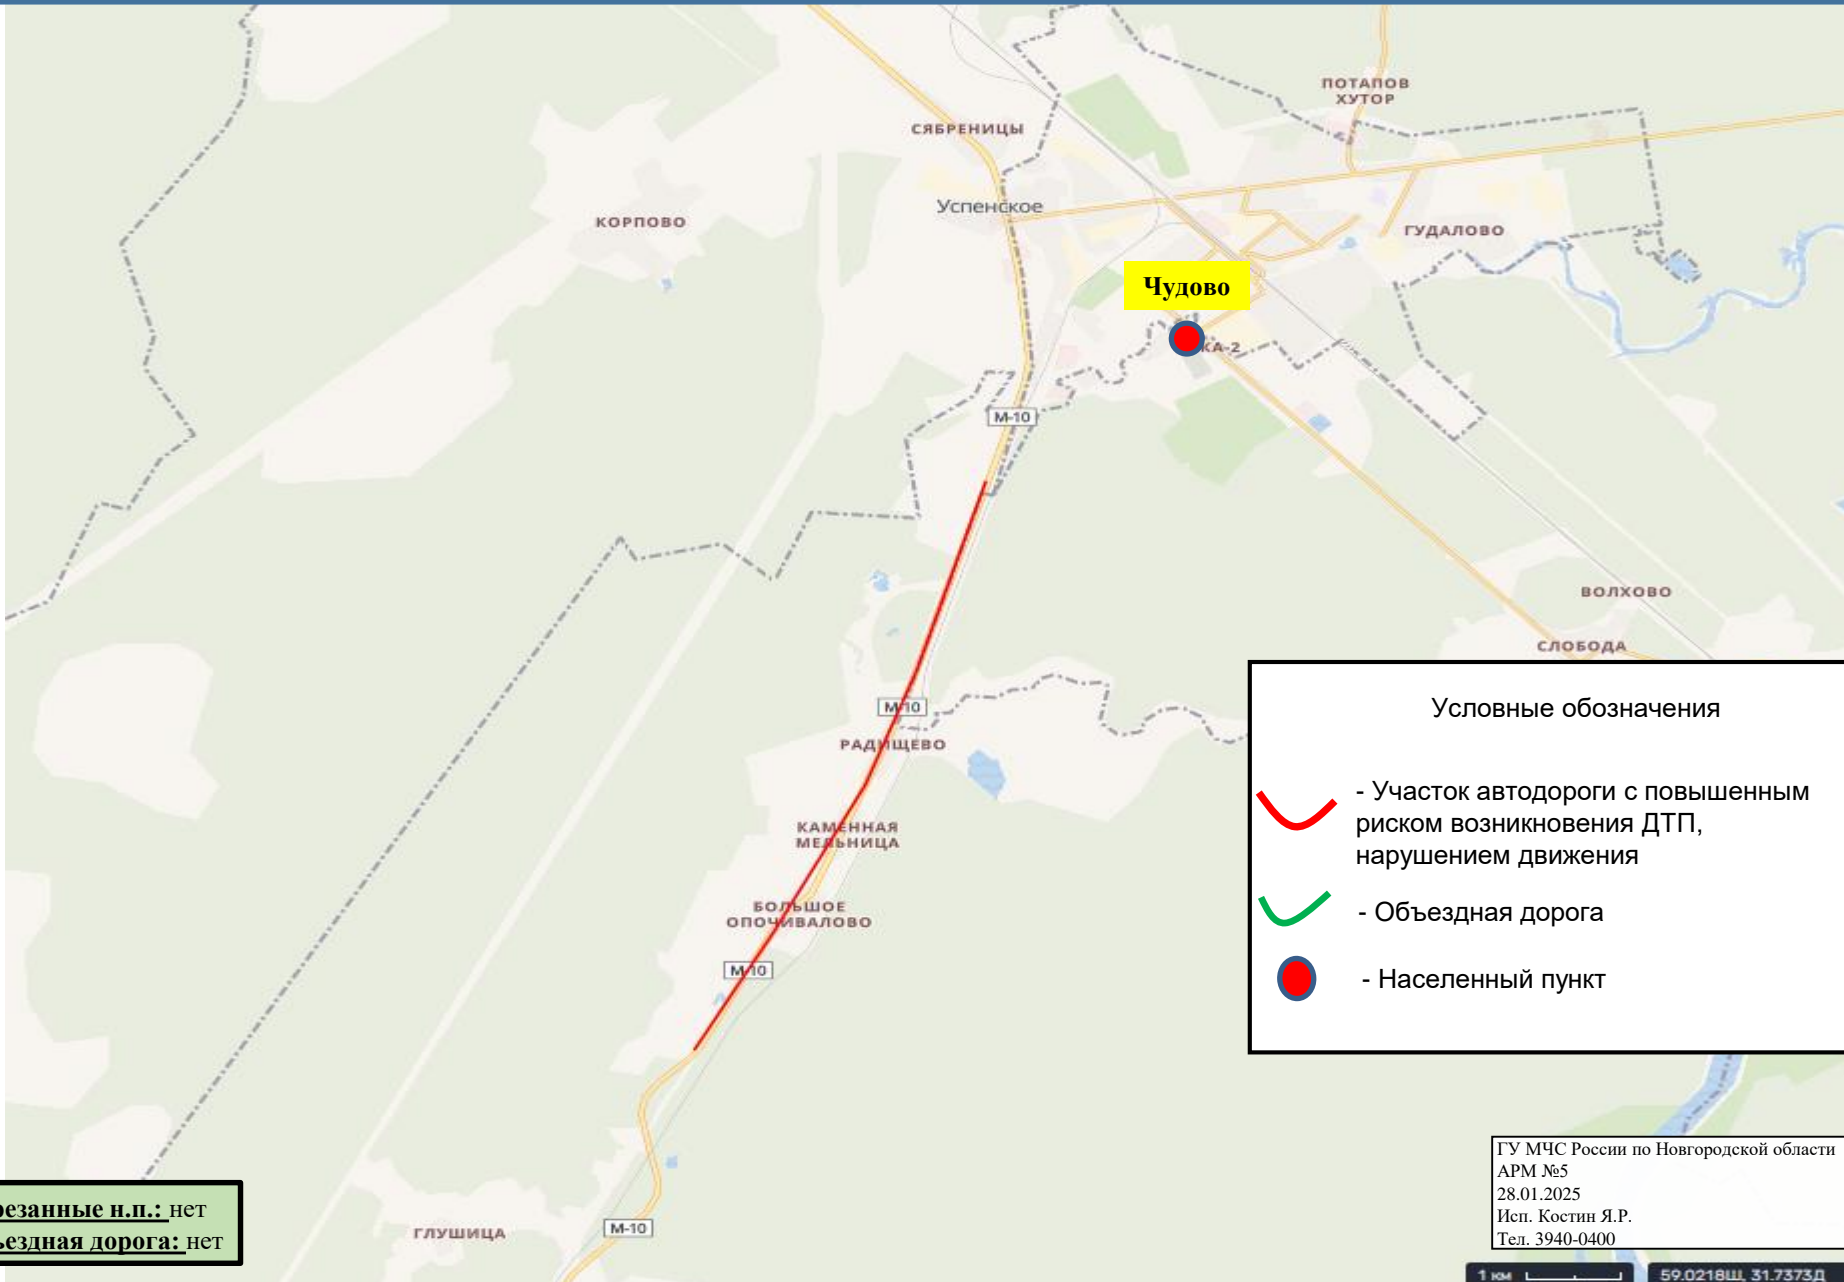 ПОТАПОВ
ХУТОР
СЯБРЕНИЦЫ
Успенское
КОРПОВО
ГУДАЛОВО
Чудово
КА-2
М-10
ВОЛХОВО
СЛОБОДА
М-10
РАДИЩЕВО
КАМЕННАЯ
МЕЛЬНИЦА
БОЛЬШОЕ
ОПОЧИВАЛОВО
М-10
Условные обозначения
- Участок автодороги с повышенным
риском возникновения ДТП,
нарушением движения
- Объездная дорога
- Населенный пункт
ГУ МЧС России по Новгородской области
АРМ №5
28.01.2025
Исп. Костин Я.Р.
Тел. 3940-0400
резанные н.п.: нет
ездная дорога: нет
ГЛУШИЦА
М-10
1 км
59.0218Ш, 31.7373Д